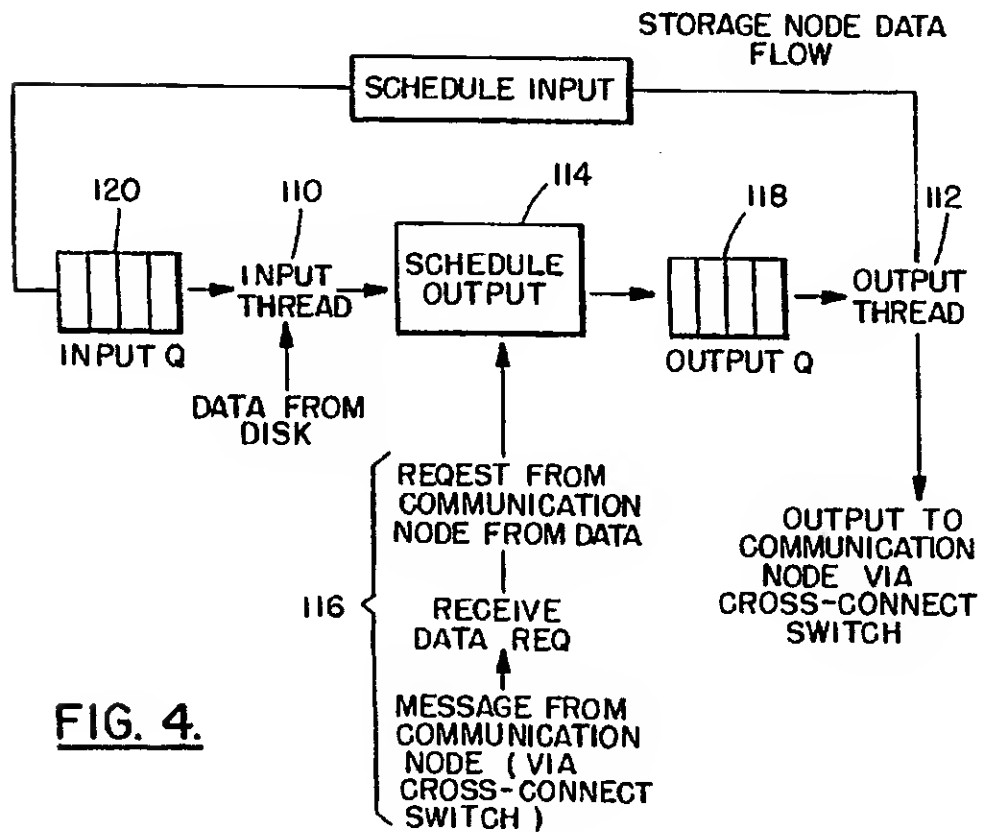 STORAGE NODE DATA
FLOW
SCHEDULE INPUT
120
110
114
118
112
INPUT
THREAD
SCHEDULE
OUTPUT
OUTPUT
THREAD
INPUT Q
OUTPUT Q
DATA FROM
DISK
REQEST FROM
COMMUNICATION
NODE FROM DATA
OUTPUT TO
COMMUNICATION
NODE VIA
CROSS-CONNECT
SWITCH
116
RECEIVE
DATA REQ
MESSAGE FROM
COMMUNICATION
NODE ( VIA
CROSS-CONNECT
SWITCH )
FIG. 4.